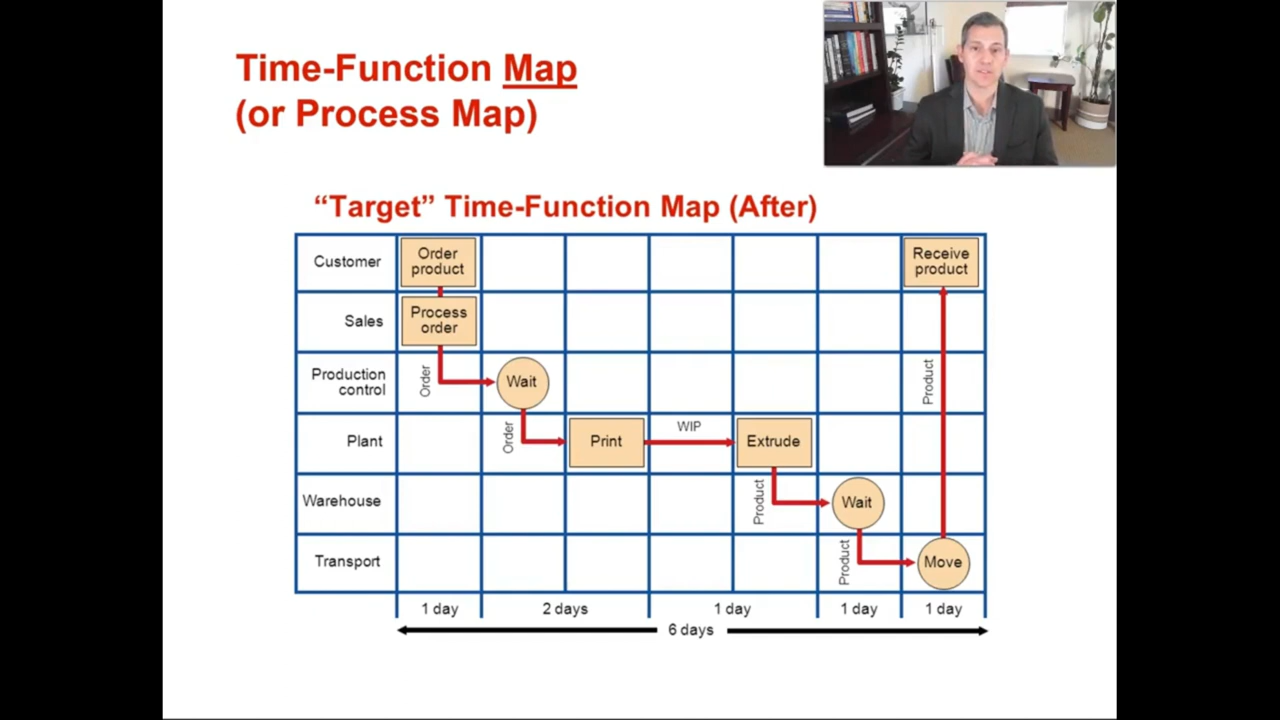 Time-Function Map
(or Process Map)
“Target” Time-Function Map (After)
Customer
Order
product
Receive
product
Sales
Process
order
Production
control
Order
Wait
Product
Plant
Order
Print
WIP
Extrude
Warehouse
Product
Wait
Transport
Product
Move
1 day
2 days
1 day
1 day
1 day
6 days